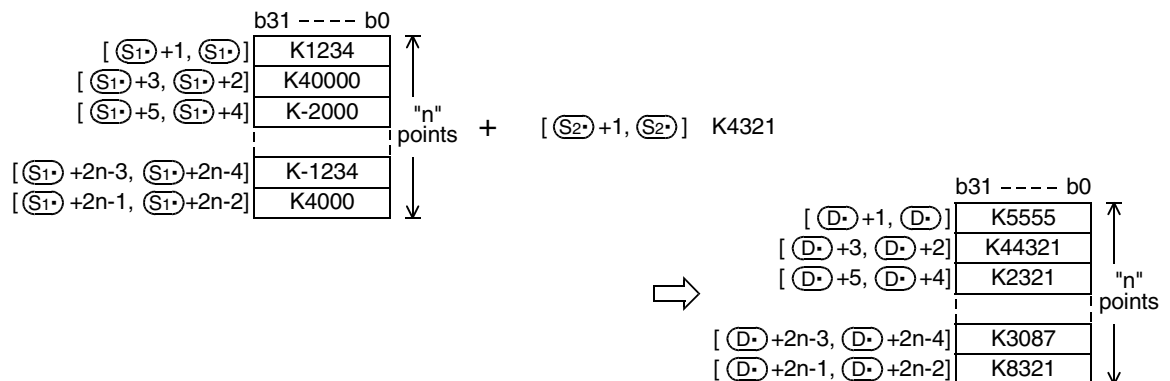 b31 ---- b0
[ S1• +1, S1• ] K1234
[ S1• +3, S1• +2] K40000
[ S1• +5, S1• +4] K-2000
"n"
points
+
[ S2• +1, S2• ] K4321
[ S1• +2n-3, S1• +2n-4] K-1234
[ S1• +2n-1, S1• +2n-2] K4000
b31 ---- b0
[ D• +1, D• ] K5555
[ D• +3, D• +2] K44321
[ D• +5, D• +4] K2321
"n"
points
[ D• +2n-3, D• +2n-4] K3087
[ D• +2n-1, D• +2n-2] K8321